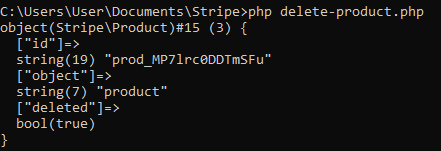 C:\Users\User\Documents\Stripe>php delete-product.php
object(Stripe\Product)#15 (3) {
  ["id"]=>
  string(19) "prod_MP7lrc0DDTmSFu"
  ["object"]=>
  string(7) "product"
  ["deleted"]=>
  bool(true)
}